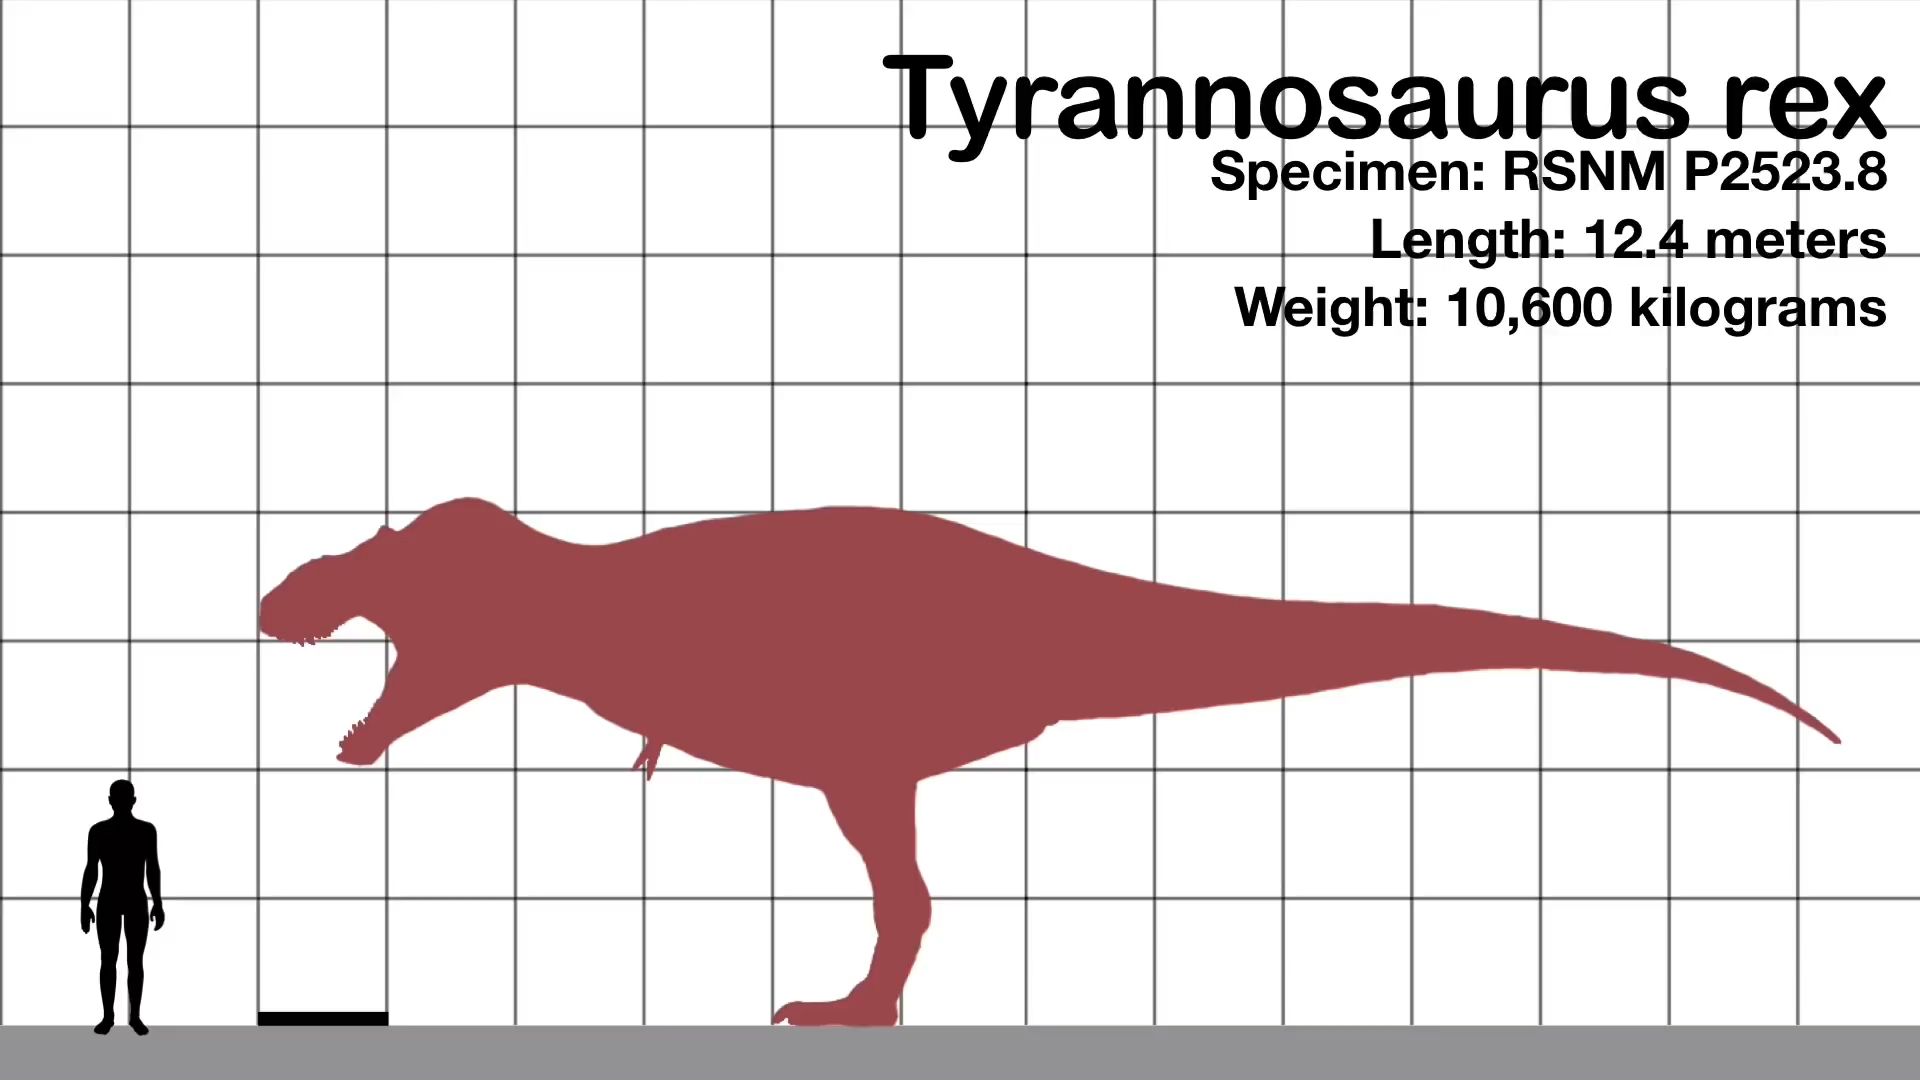 Tyrannosaurus rex
Specimen: RSNM P2523.8
Length: 12.4 meters
Weight: 10,600 kilograms